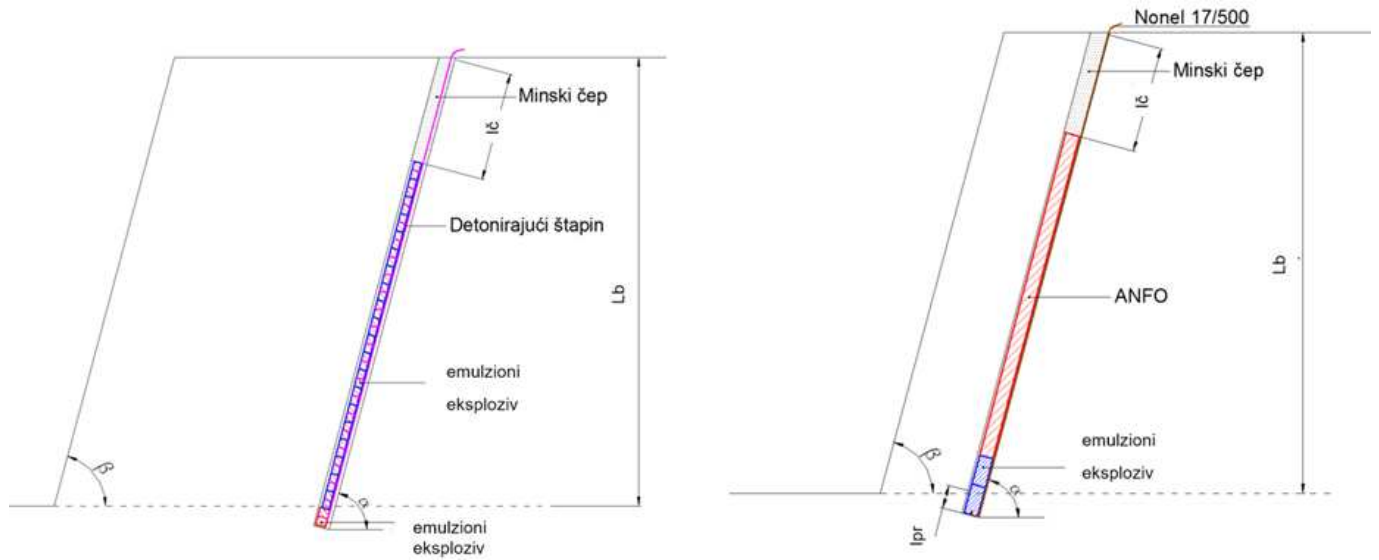 Minski čep
lč
Detonirajući štapin
Lb
emulzioni
eksploziv
β
α
emulzioni
eksploziv
Nonel 17/500
Minski čep
lč
Lb
ANFO
emulzioni
eksploziv
β
α
lpr